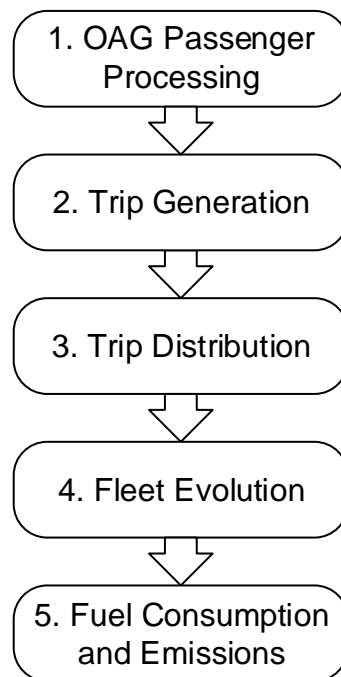 1. OAG Passenger
Processing
2. Trip Generation
3. Trip Distribution
4. Fleet Evolution
5. Fuel Consumption
and Emissions